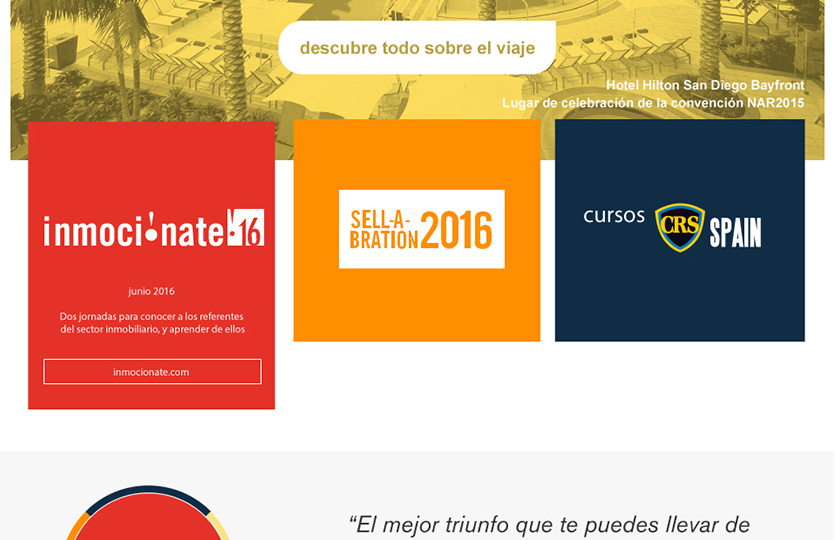 descubre todo sobre el viaje
Hotel Hilton San Diego Bayfront
Lugar de celebración de la convención NAR2015
inmoci!nate 16
junio 2016
Dos jornadas para conocer a los referentes
del sector inmobiliario, y aprender de ellos
inmocionate.com
SELL-A-
BRATION 2016
cursos CRS SPAIN
“El mejor triunfo que te puedes llevar de